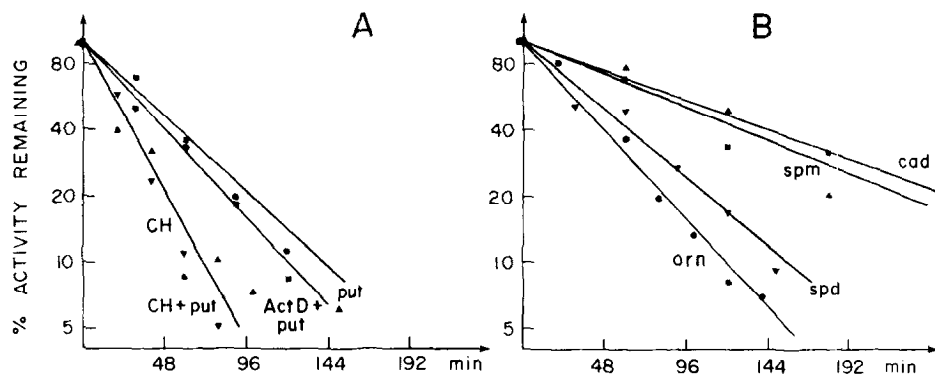 A
B
% ACTIVITY REMAINING
80
40
20
10
5
CH
CH + put
ActD +
put
put
48
96
144
192
min
80
40
20
10
5
cad
spm
spd
orn
48
96
144
192
min